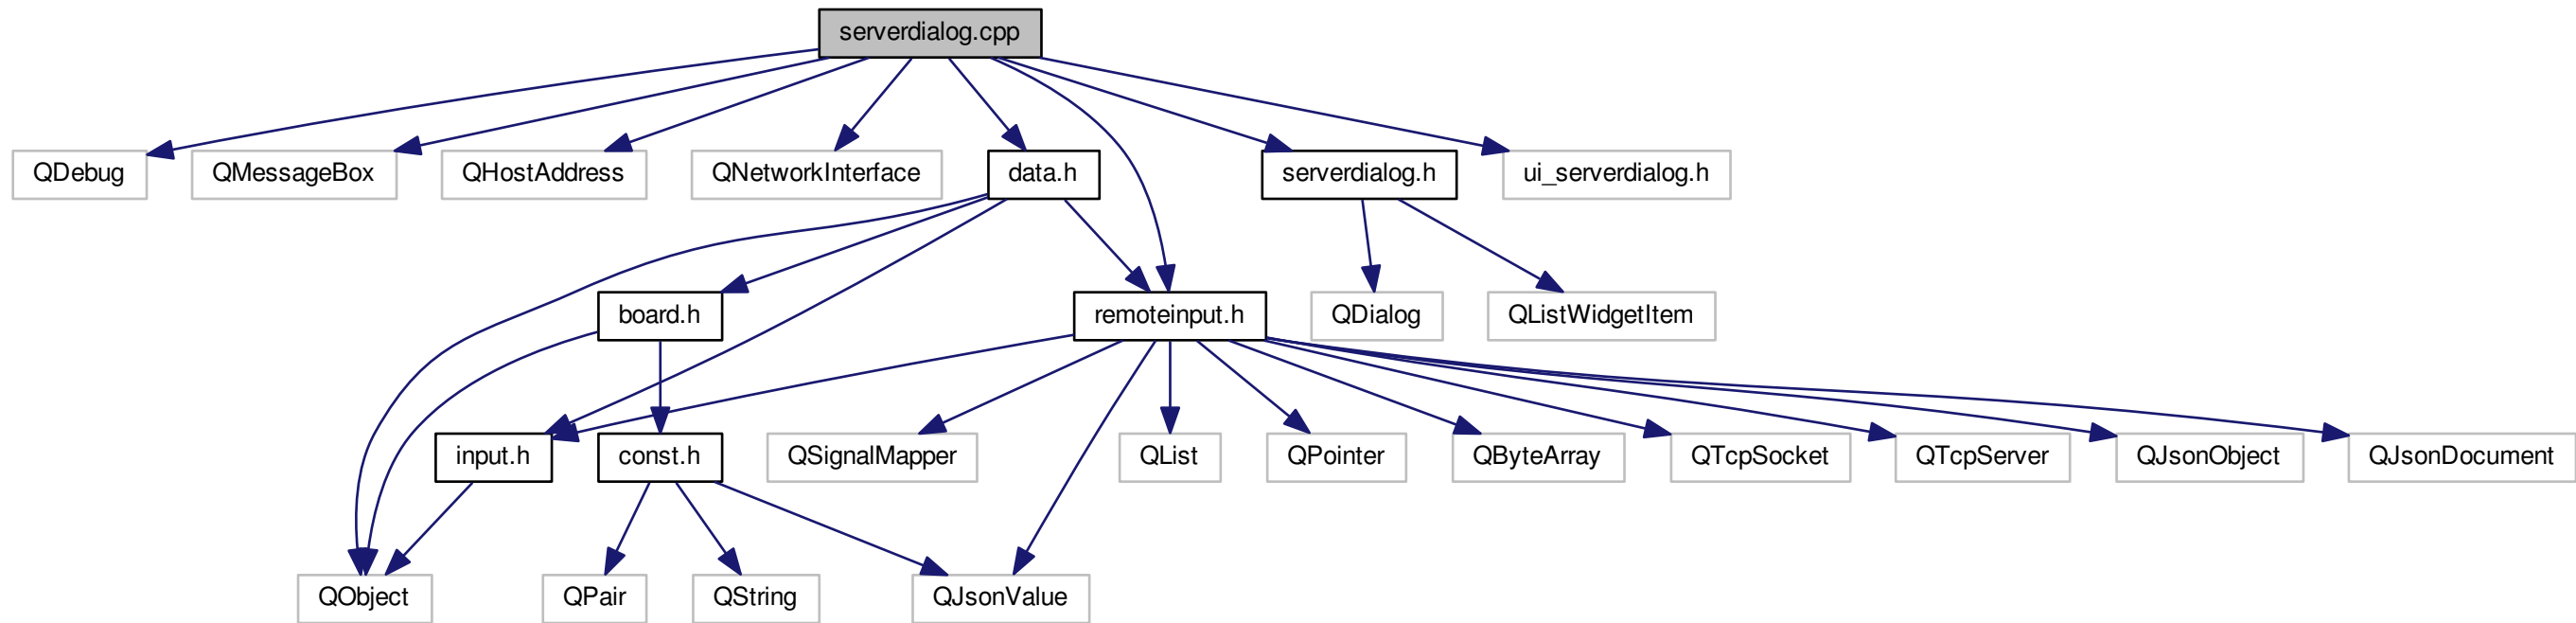 serverdialog.cpp
QDebug
QMessageBox
QHostAddress
QNetworkInterface
data.h
serverdialog.h
ui_serverdialog.h
board.h
remoteinput.h
QDialog
QListWidgetItem
input.h
const.h
QSignalMapper
QList
QPointer
QByteArray
QTcpSocket
QTcpServer
QJsonObject
QJsonDocument
QObject
QPair
QString
QJsonValue